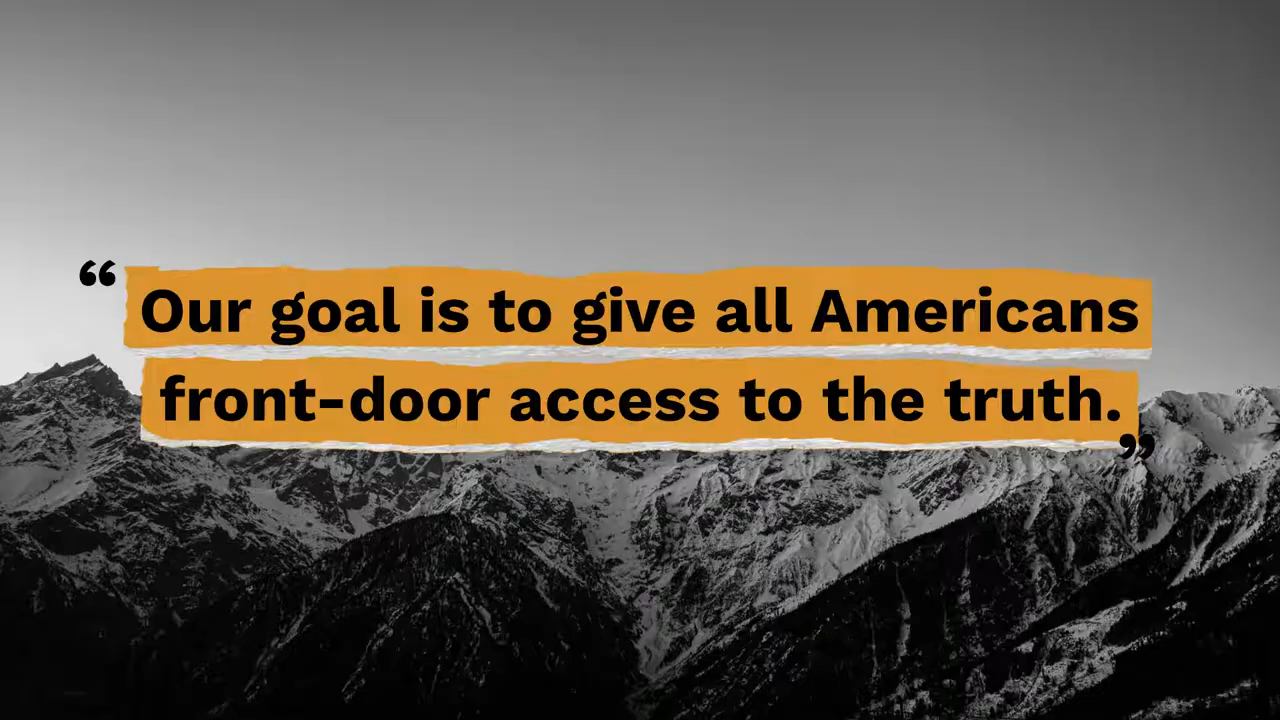 “Our goal is to give all Americans
front-door access to the truth.”